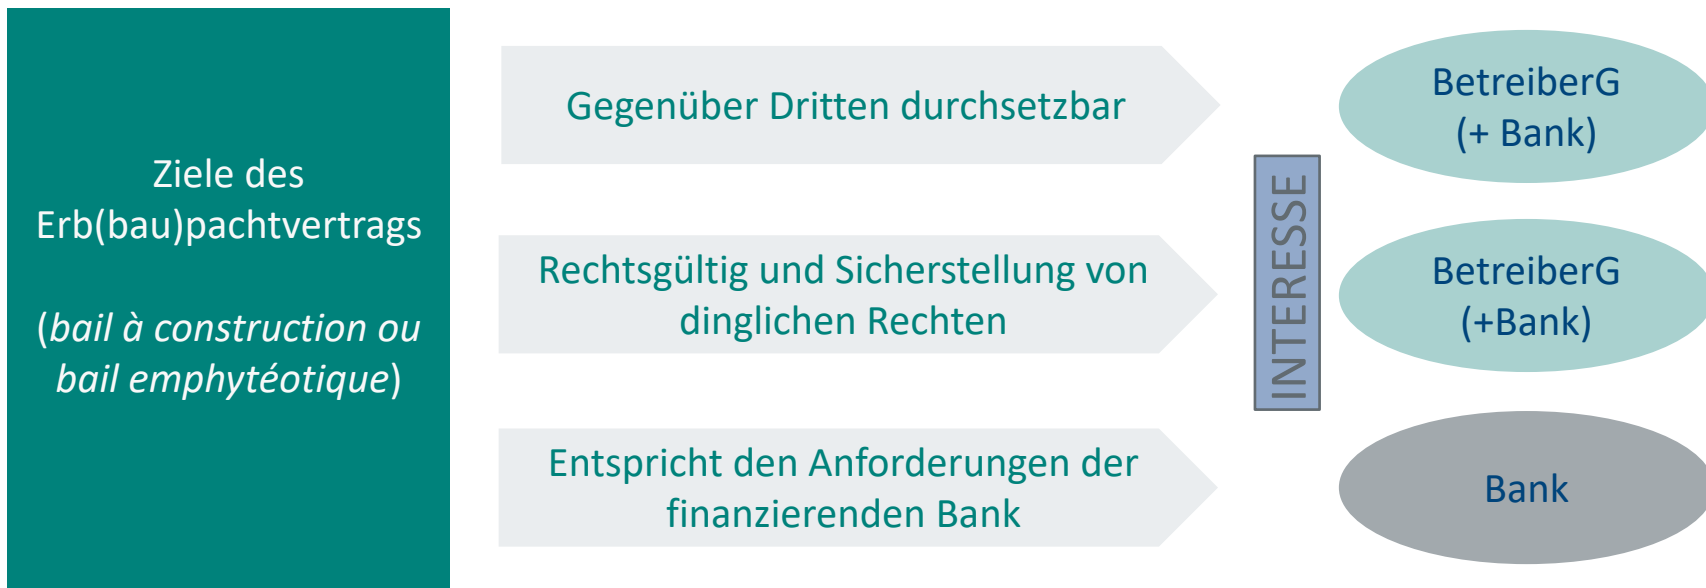 Ziele des
Erb(bau)pachtvertrags
(bail à construction ou
bail emphytéotique)
Gegenüber Dritten durchsetzbar
Rechtsgültig und Sicherstellung von
dinglichen Rechten
Entspricht den Anforderungen der
finanzierenden Bank
INTERESSE
BetreiberG
(+ Bank)
BetreiberG
(+Bank)
Bank